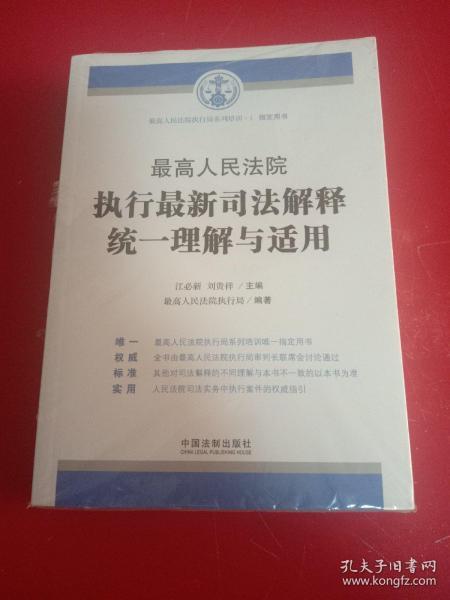 最高人民法院执行局系列培训·1 指定用书
最高人民法院
执行最新司法解释
统一理解与适用
江必新 刘贵祥／主编
最高人民法院执行局／编著
唯一 最高人民法院执行局系列培训唯一指定用书
权威 全书由最高人民法院执行局审判长联席会讨论通过
标准 其他对司法解释的不同理解与本书不一致的以本书为准
实用 人民法院司法实务中执行案件的权威指引
中国法制出版社
CHINA LEGAL PUBLISHING HOUSE
孔夫子旧书网
www.kongfz.com